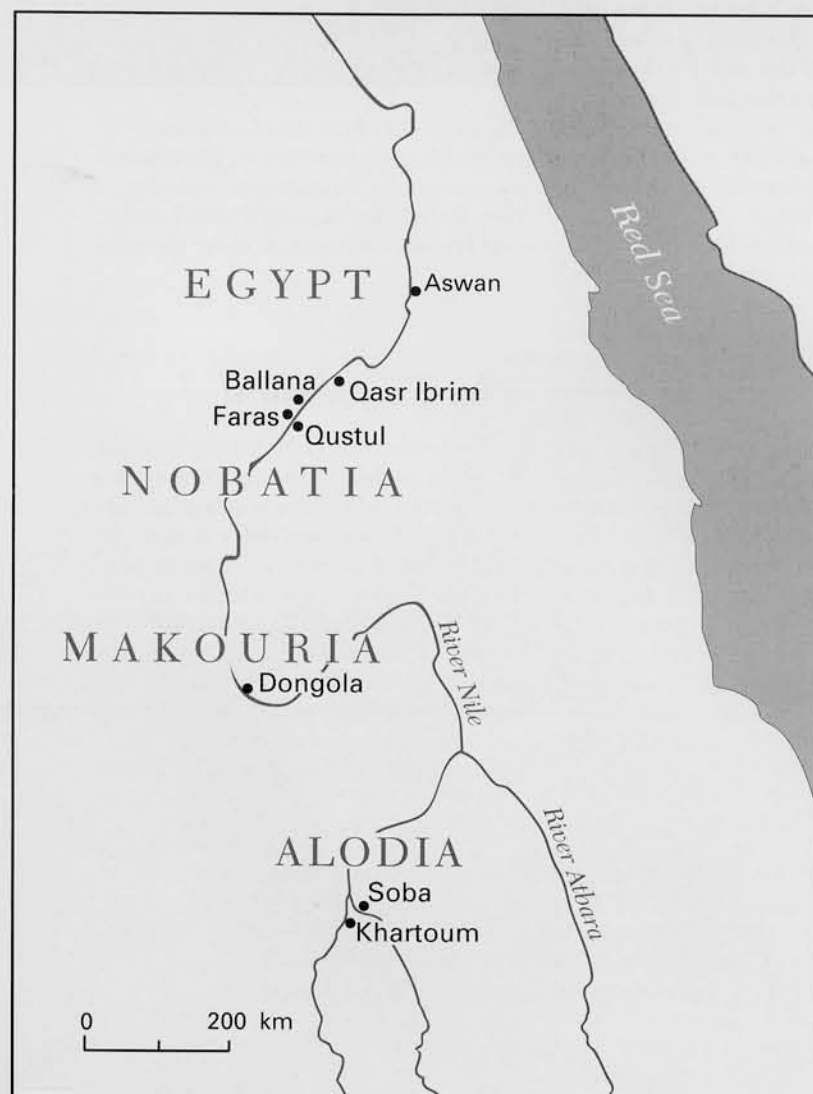 Red Sea
EGYPT
Aswan
Ballana
Qasr Ibrim
Faras
Qustul
NOBATIA
MAKOURIA
River Nile
Dongola
River Atbara
ALODIA
Soba
Khartoum
0 200 km